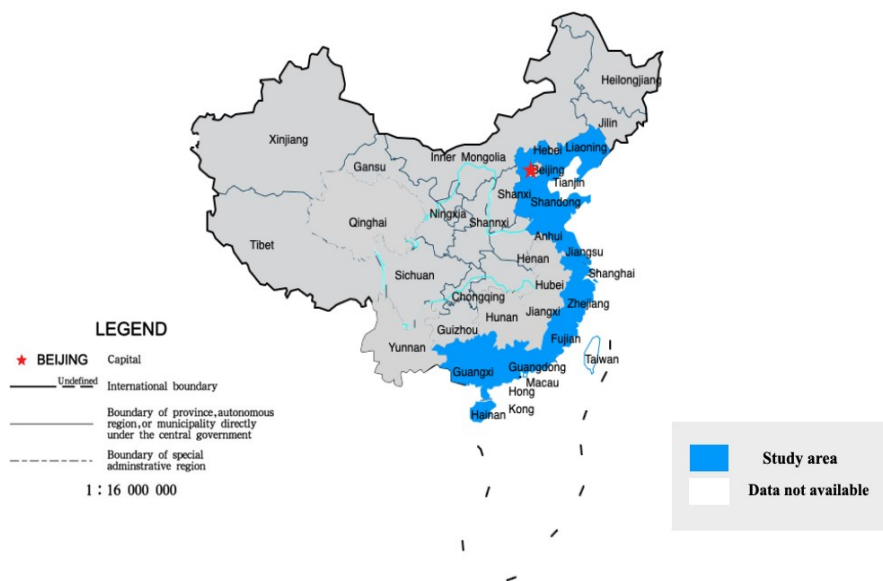 Heilongjiang
Jilin
Xinjiang
Inner Mongolia
Hebei
Liaoning
Gansu
Beijing
Tianjin
Shanxi
Ningxia
Shandong
Qinghai
Shannxi
Anhui
Tibet
Henan
Jiangsu
Sichuan
Shanghai
Hubei
Chongqing
Zhejiang
Hunan
Jiangxi
Guizhou
Fujian
Yunnan
Taiwan
Guangxi
Guangdong
Macau
Hong
Kong
Hainan
LEGEND
BEIJING Capital
Undefined International boundary
Boundary of province,autonomous
region,or municipality directly
under the central government
Boundary of special
adminstrative region
1 : 16 000 000
Study area
Data not available